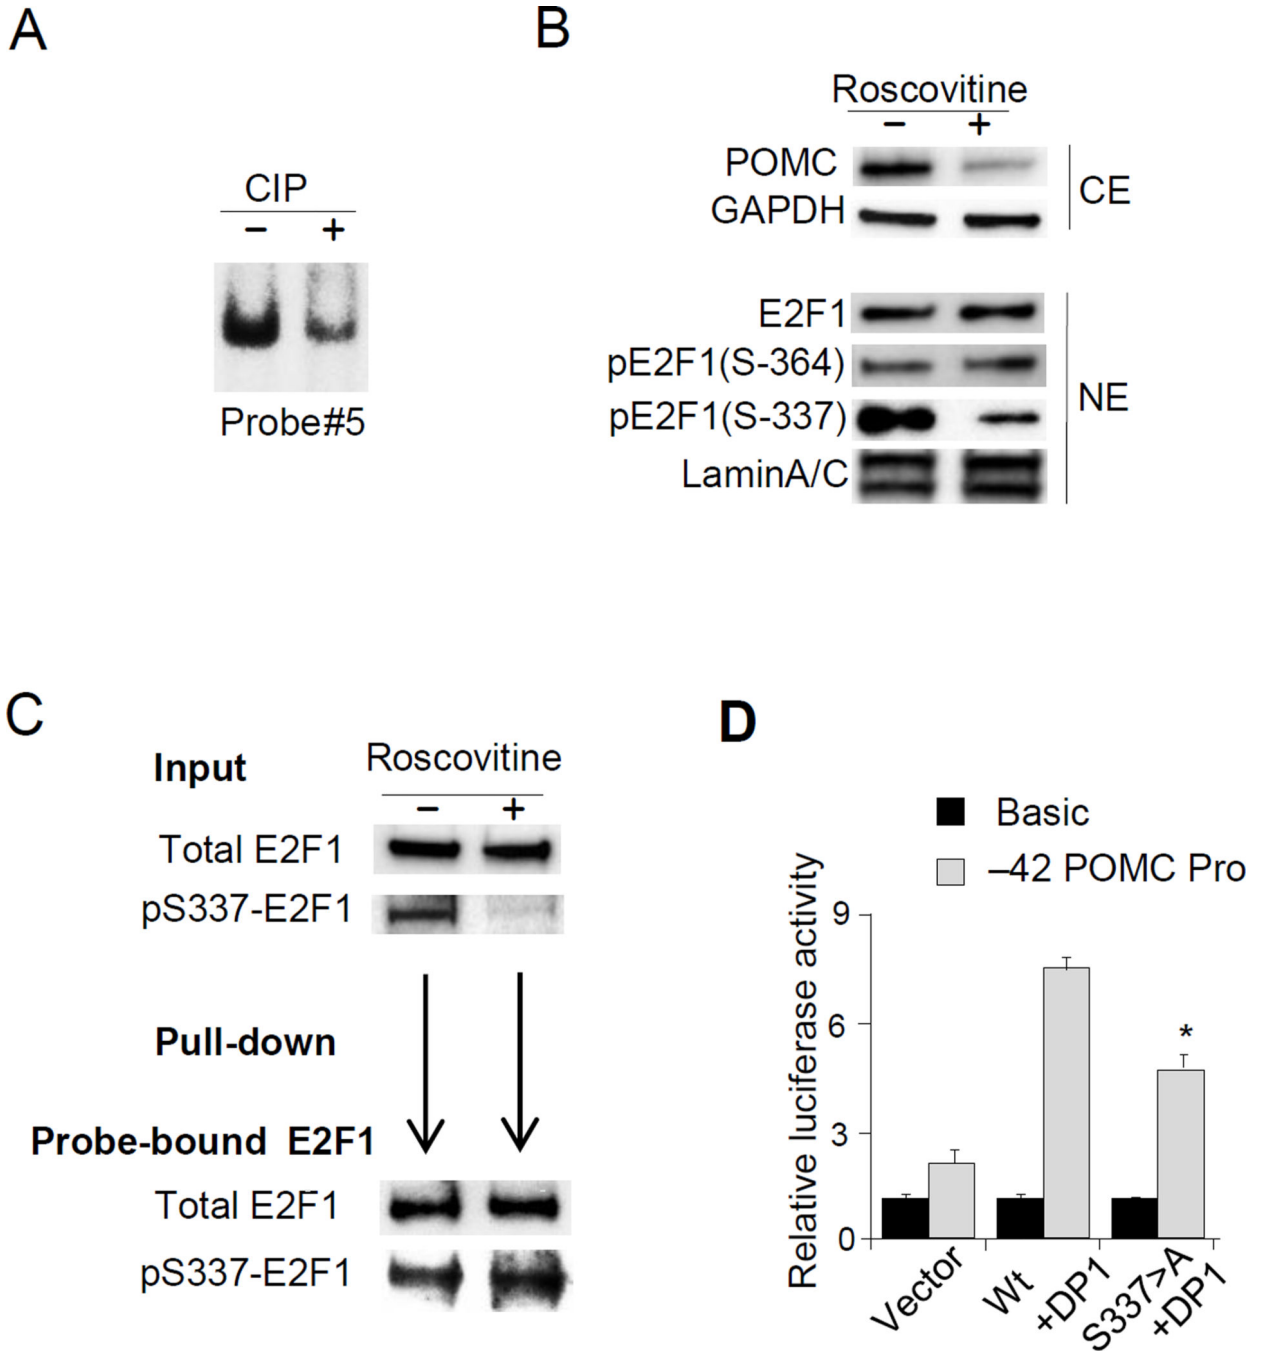 A
CIP
− +
Probe#5
B
Roscovitine
− +
POMC
GAPDH
CE
E2F1
pE2F1(S-364)
pE2F1(S-337)
LaminA/C
NE
C
Input
Roscovitine
− +
Total E2F1
pS337-E2F1
Pull-down
Probe-bound E2F1
Total E2F1
pS337-E2F1
D
Basic
–42 POMC Pro
Relative luciferase activity
9
6
3
0
*
Vector
Wt
+DP1
S337>A
+DP1